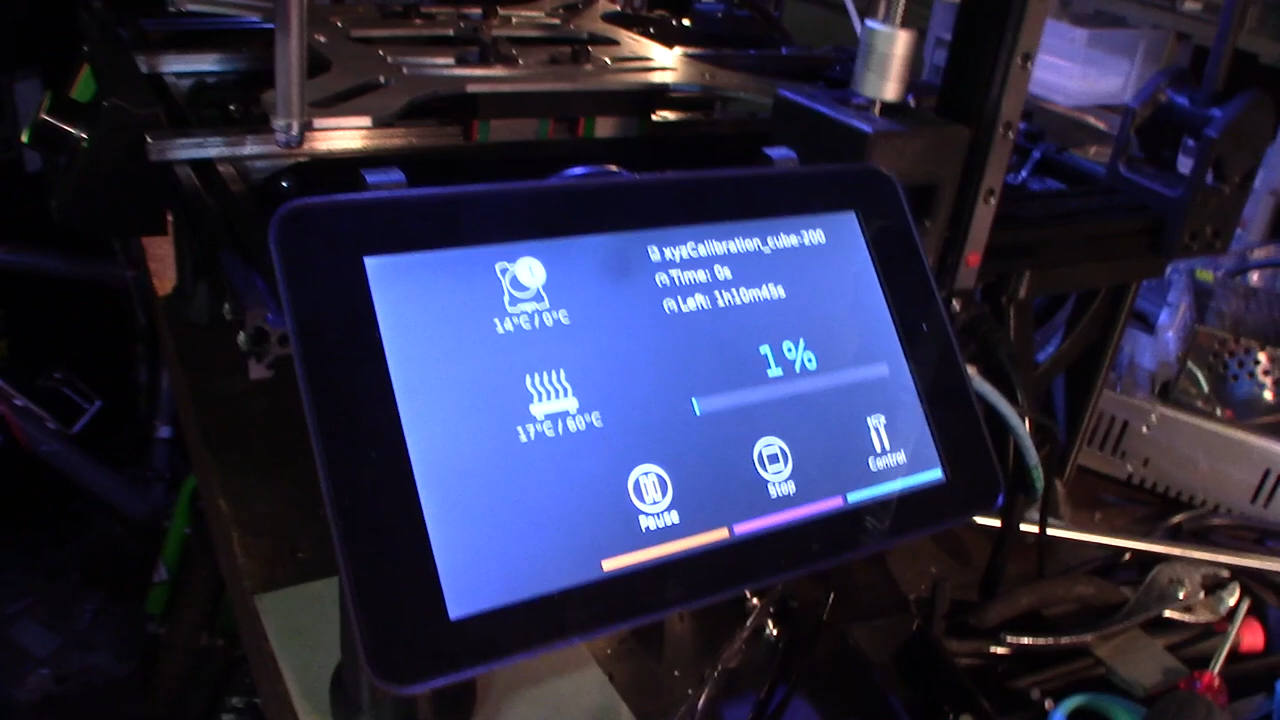 xyzCalibration_cube-200
Time: 0s
Left: 1h10m45s
14°C / 0°C
1%
17°C / 60°C
Pause
Stop
Control